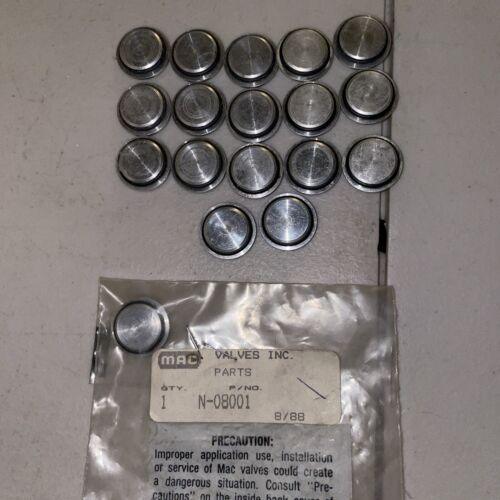 MAC VALVES INC.
PARTS
QTY. P/NO.
1 N-08001
8/88
PRECAUTION:
Improper application use, installation
or service of Mac valves could create
a dangerous situation. Consult "Pre-
cautions" on the inside back cover of